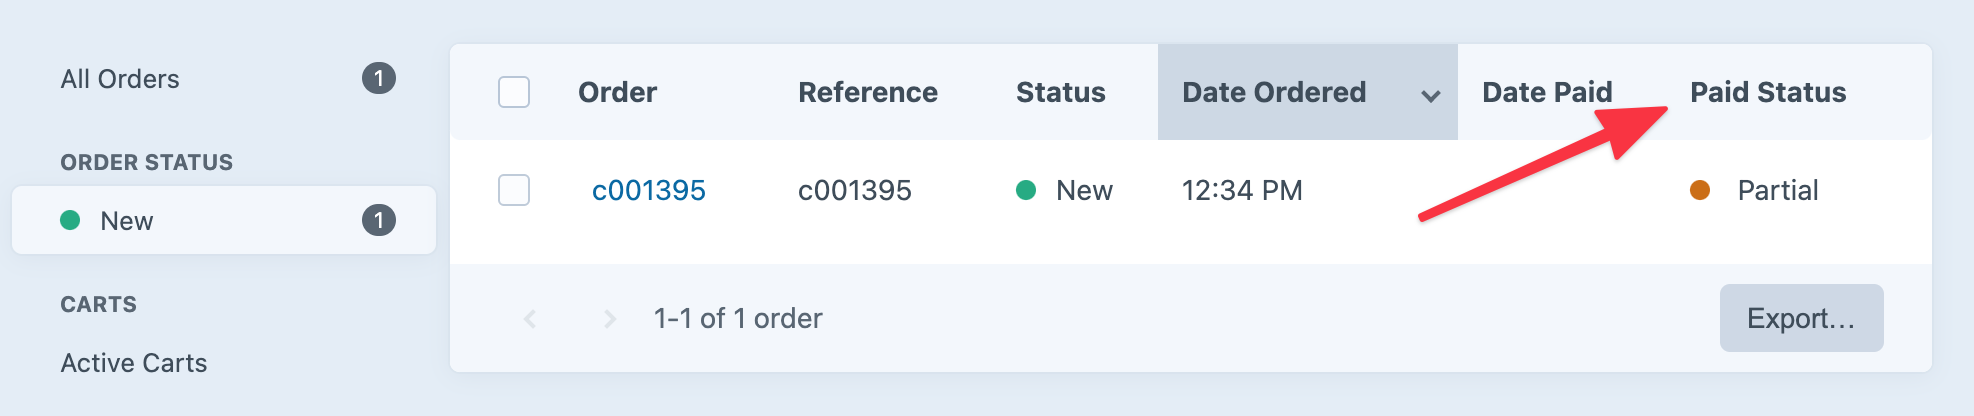 All Orders 1
ORDER STATUS
New 1
CARTS
Active Carts
Order Reference Status Date Ordered Date Paid Paid Status
c001395 c001395 New 12:34 PM Partial
1-1 of 1 order Export...